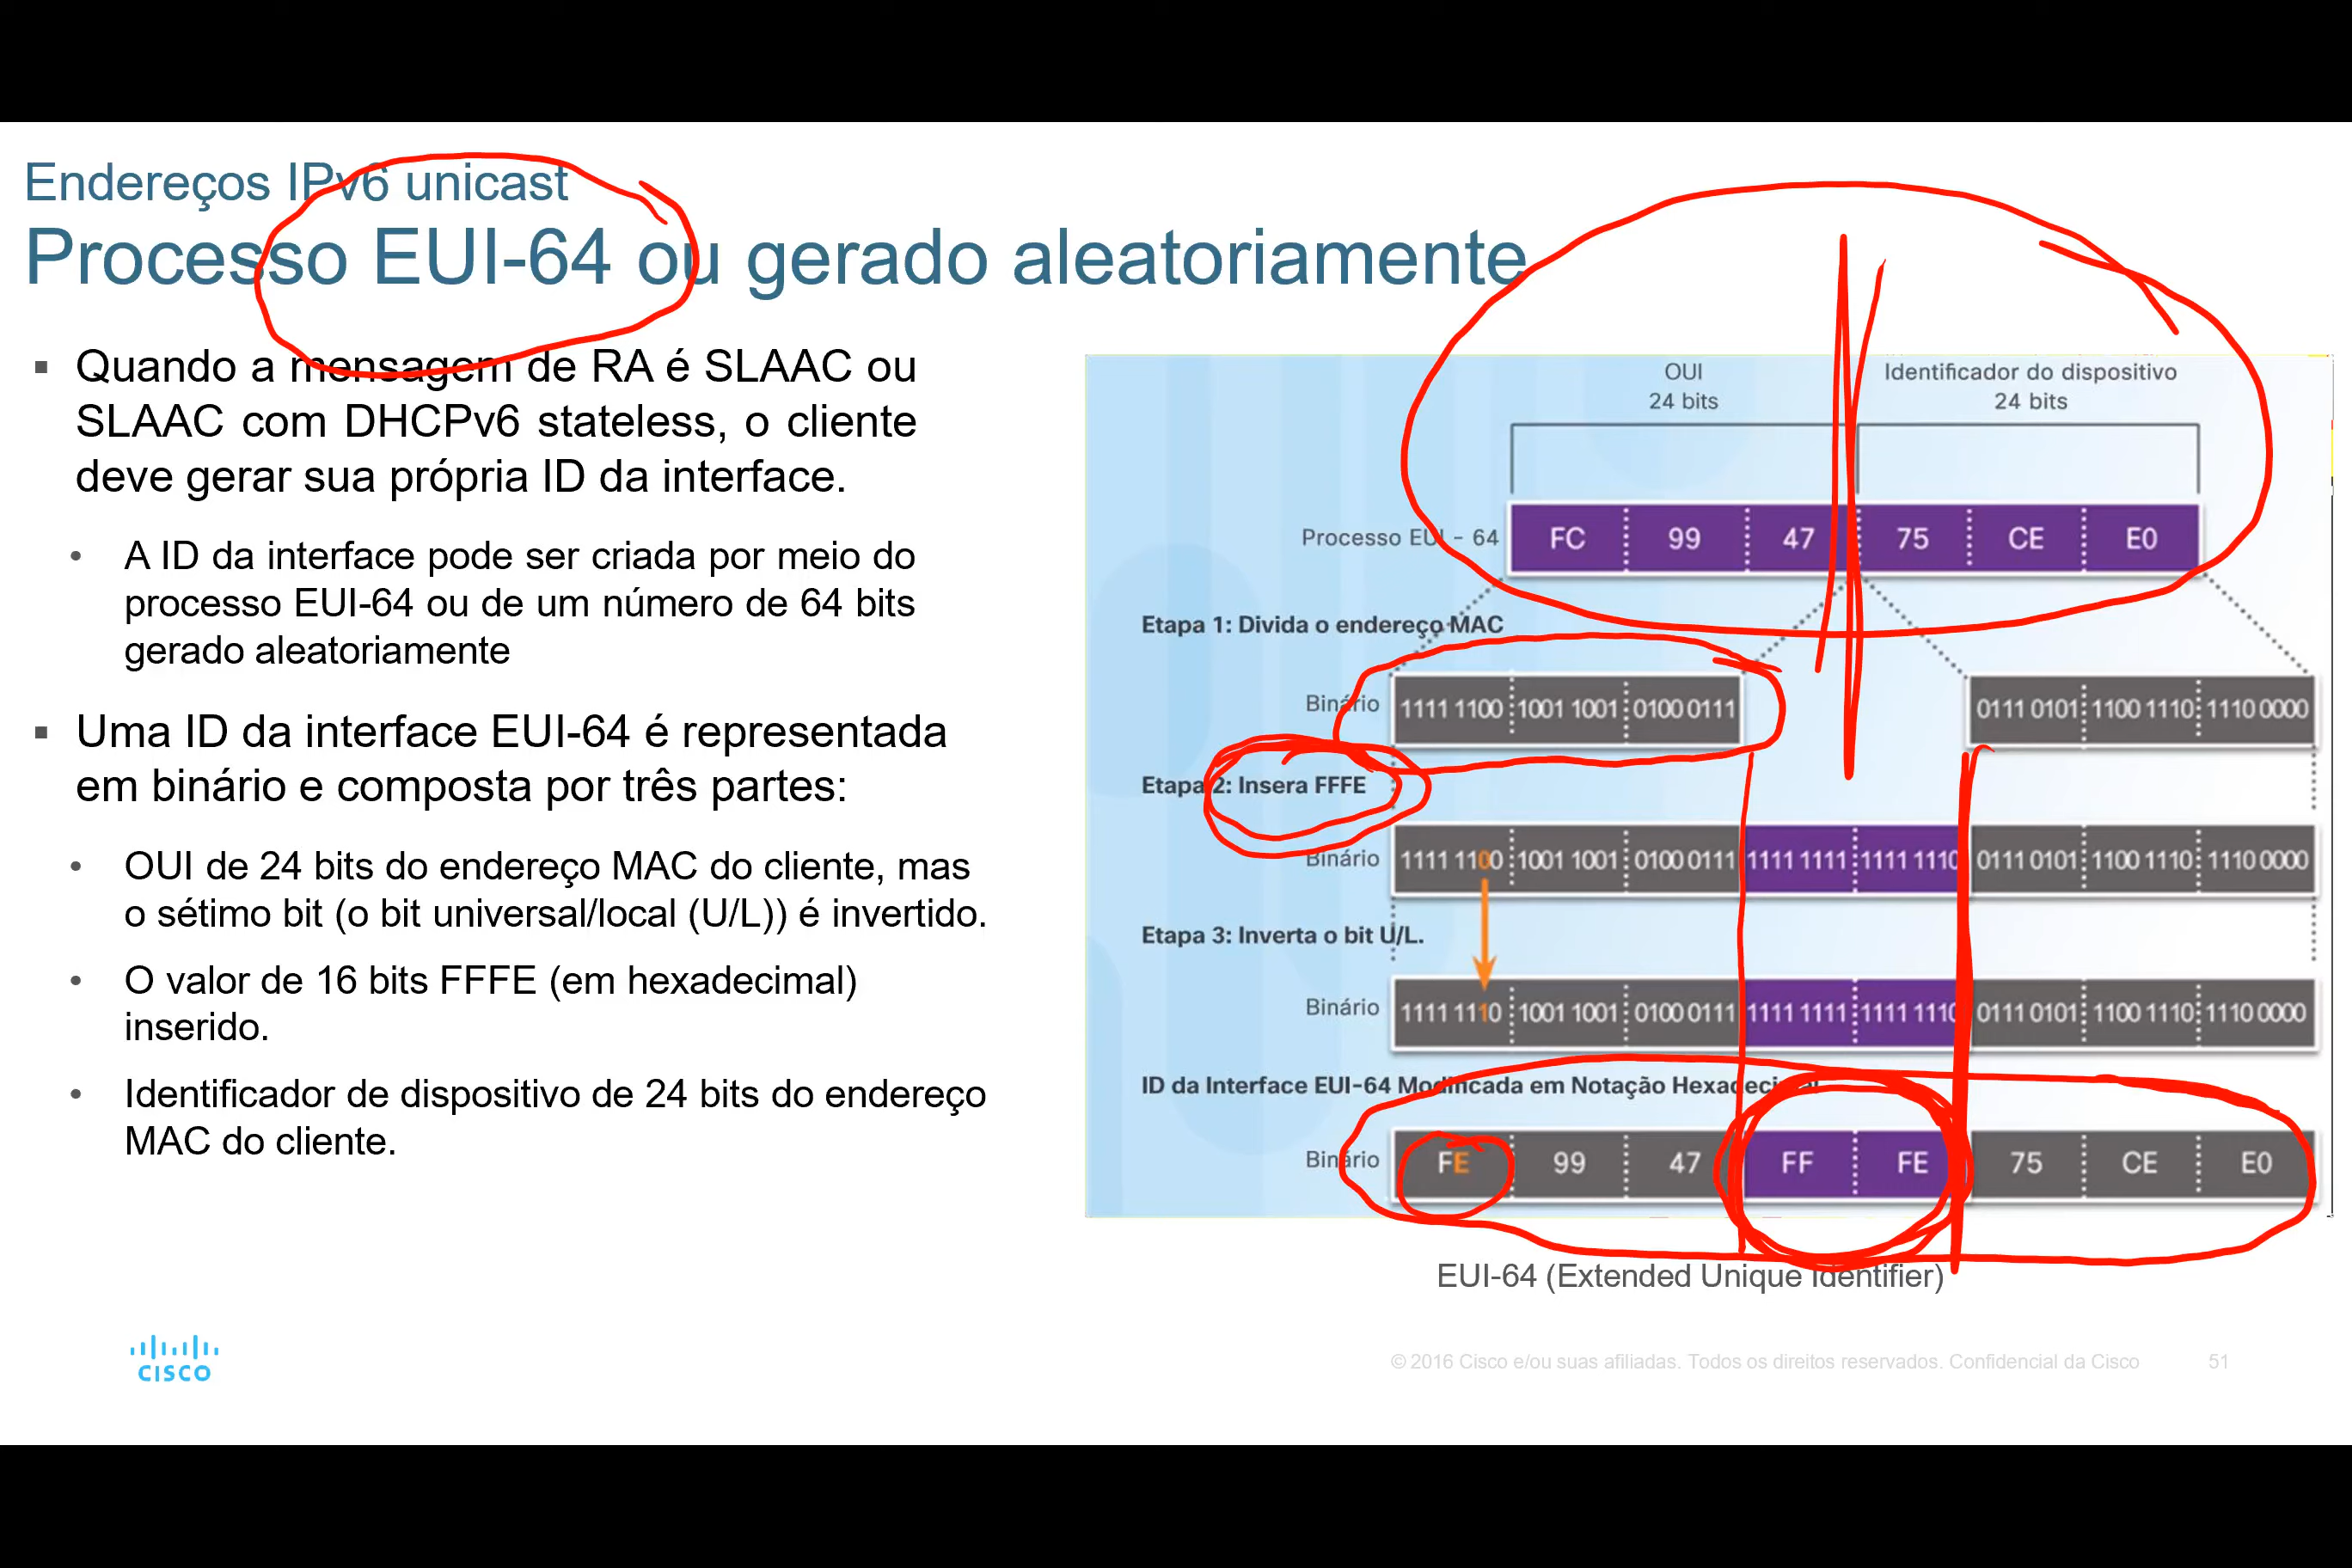 Endereços IPv6 unicast
Processo EUI-64 ou gerado aleatoriamente
▪ Quando a mensagem de RA é SLAAC ou
SLAAC com DHCPv6 stateless, o cliente
deve gerar sua própria ID da interface.
• A ID da interface pode ser criada por meio do
processo EUI-64 ou de um número de 64 bits
gerado aleatoriamente
▪ Uma ID da interface EUI-64 é representada
em binário e composta por três partes:
• OUI de 24 bits do endereço MAC do cliente, mas
o sétimo bit (o bit universal/local (U/L)) é invertido.
• O valor de 16 bits FFFE (em hexadecimal)
inserido.
• Identificador de dispositivo de 24 bits do endereço
MAC do cliente.
OUI
24 bits
Identificador do dispositivo
24 bits
Processo EUI - 64 FC 99 47 75 CE E0
Etapa 1: Divida o endereço MAC
Binário 1111 1100 1001 1001 0100 0111 0111 0101 1100 1110 1110 0000
Etapa 2: Insera FFFE
Binário 1111 1100 1001 1001 0100 0111 1111 1111 1111 1110 0111 0101 1100 1110 1110 0000
Etapa 3: Inverta o bit U/L.
Binário 1111 1110 1001 1001 0100 0111 1111 1111 1111 1110 0111 0101 1100 1110 1110 0000
ID da Interface EUI-64 Modificada em Notação Hexadecimal
Binário FE 99 47 FF FE 75 CE E0
EUI-64 (Extended Unique Identifier)
CISCO
© 2016 Cisco e/ou suas afiliadas. Todos os direitos reservados. Confidencial da Cisco 51